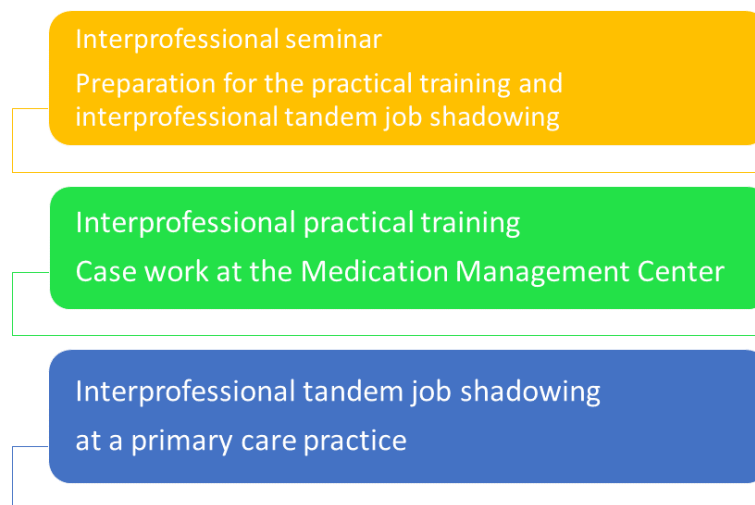 Interprofessional seminar
Preparation for the practical training and
interprofessional tandem job shadowing
Interprofessional practical training
Case work at the Medication Management Center
Interprofessional tandem job shadowing
at a primary care practice